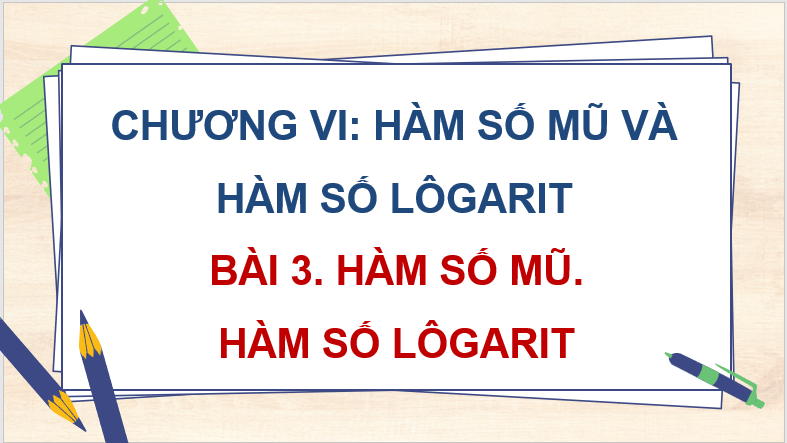 CHƯƠNG VI: HÀM SỐ MŨ VÀ
HÀM SỐ LÔGARIT
BÀI 3. HÀM SỐ MŨ.
HÀM SỐ LÔGARIT